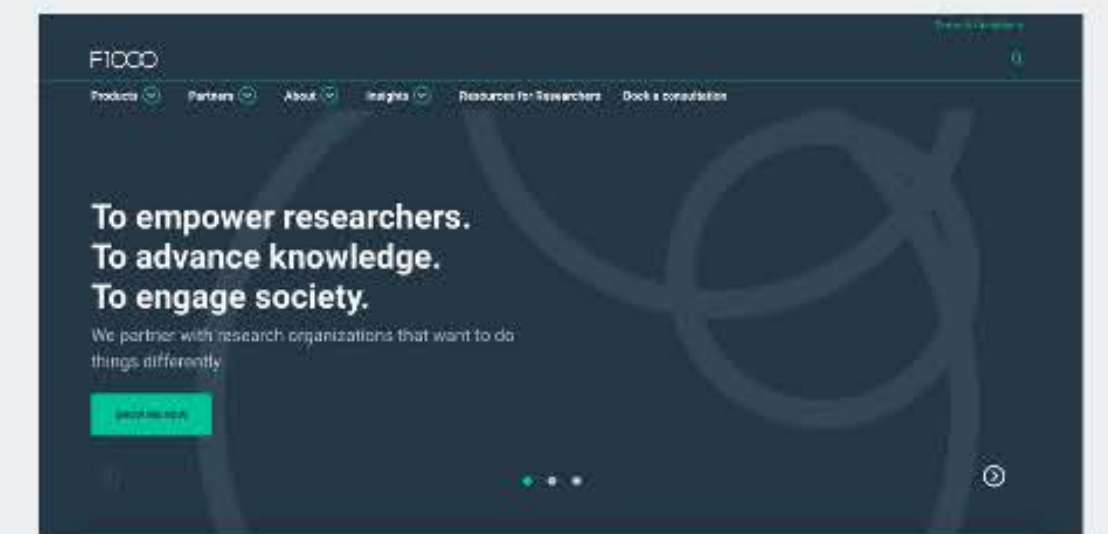 F1000
Products Partners About Insights Resources for Researchers Book a consultation
To empower researchers.
To advance knowledge.
To engage society.
We partner with research organizations that want to do
things differently